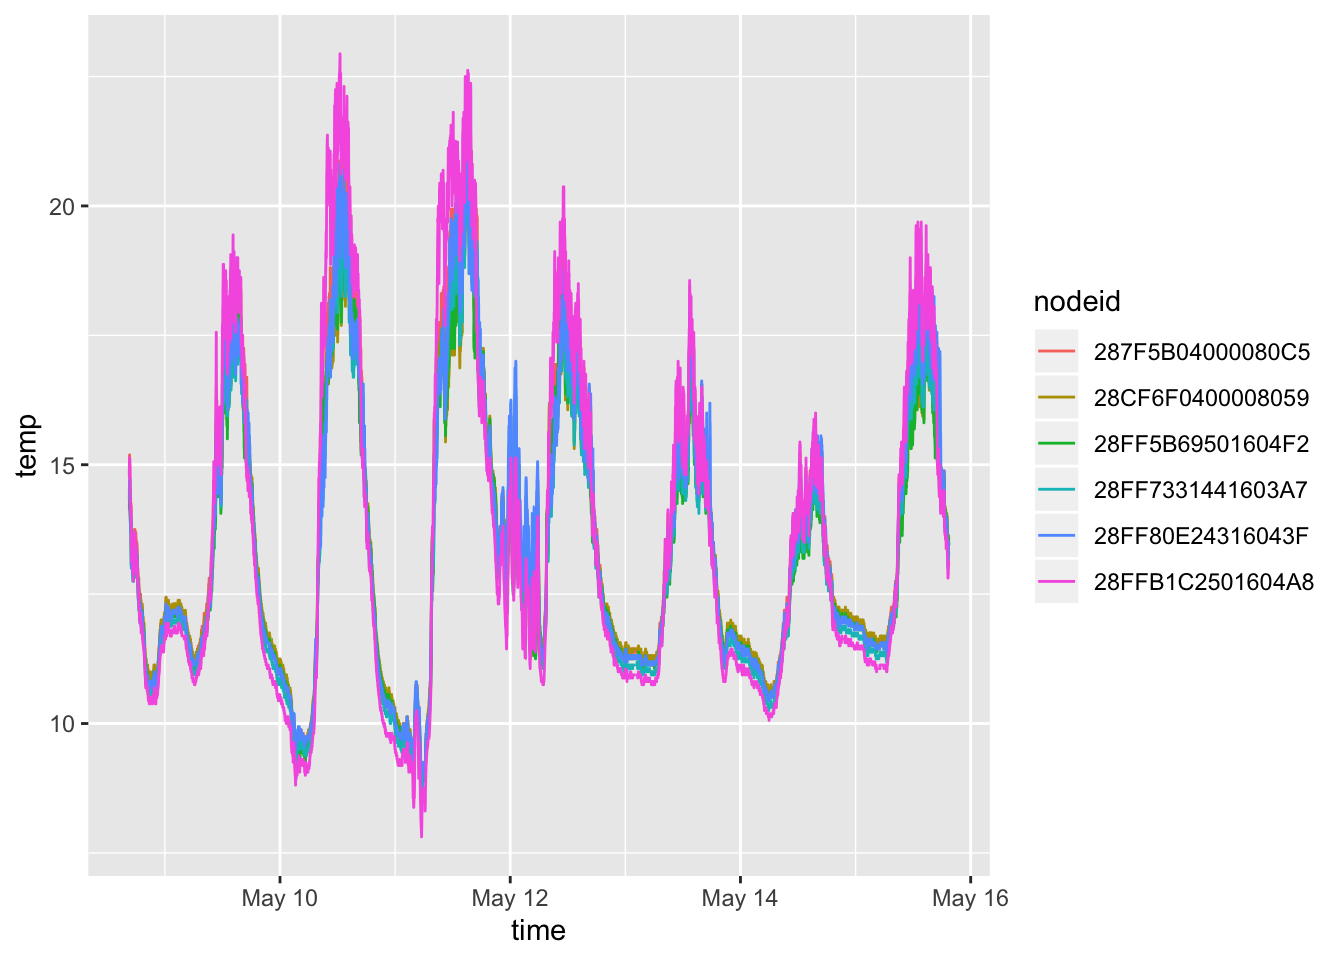 temp
20
15
10
May 10
May 12
May 14
May 16
time
nodeid
287F5B04000080C5
28CF6F0400008059
28FF5B69501604F2
28FF7331441603A7
28FF80E24316043F
28FFB1C2501604A8